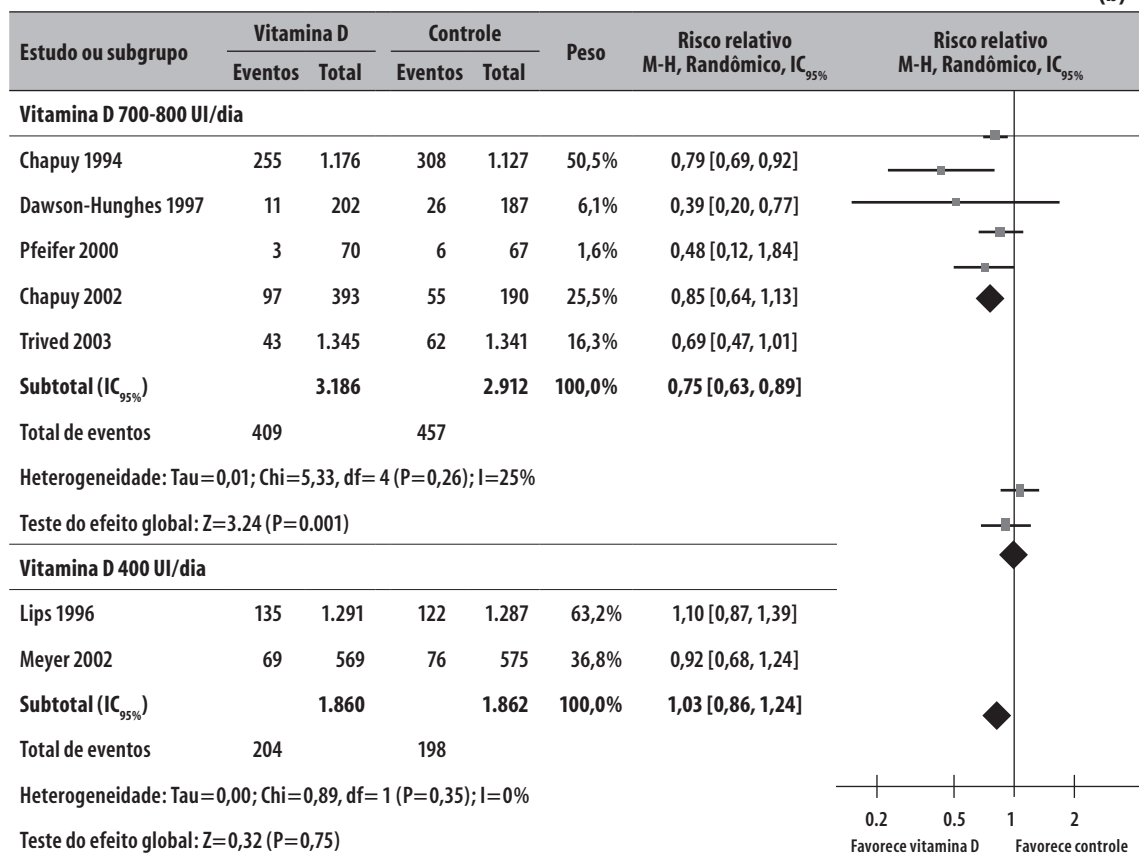 Estudo ou subgrupo Vitamina D Controle Peso Risco relativo M-H, Randômico, IC95% Risco relativo M-H, Randômico, IC95%
Eventos Total Eventos Total
Vitamina D 700-800 UI/dia
Chapuy 1994 255 1.176 308 1.127 50,5% 0,79 [0,69, 0,92]
Dawson-Hunghes 1997 11 202 26 187 6,1% 0,39 [0,20, 0,77]
Pfeifer 2000 3 70 6 67 1,6% 0,48 [0,12, 1,84]
Chapuy 2002 97 393 55 190 25,5% 0,85 [0,64, 1,13]
Trived 2003 43 1.345 62 1.341 16,3% 0,69 [0,47, 1,01]
Subtotal (IC95%) 3.186 2.912 100,0% 0,75 [0,63, 0,89]
Total de eventos 409 457
Heterogeneidade: Tau=0,01; Chi=5,33, df= 4 (P=0,26); I=25%
Teste do efeito global: Z=3.24 (P=0.001)
Vitamina D 400 UI/dia
Lips 1996 135 1.291 122 1.287 63,2% 1,10 [0,87, 1,39]
Meyer 2002 69 569 76 575 36,8% 0,92 [0,68, 1,24]
Subtotal (IC95%) 1.860 1.862 100,0% 1,03 [0,86, 1,24]
Total de eventos 204 198
Heterogeneidade: Tau=0,00; Chi=0,89, df= 1 (P=0,35); I=0%
Teste do efeito global: Z=0,32 (P=0,75)
0.2 0.5 1 2
Favorece vitamina D Favorece controle